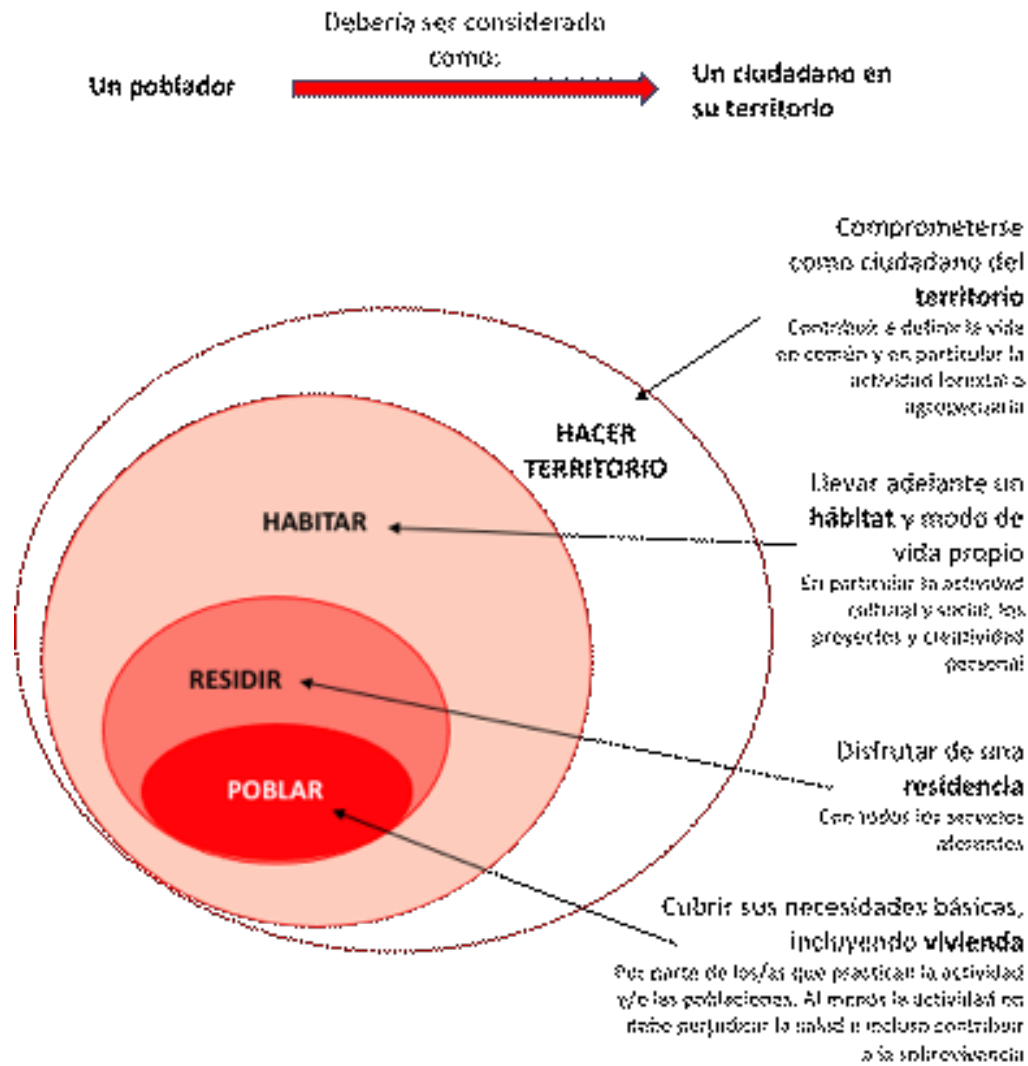 Debería ser considerado
como:
Un poblador
Un ciudadano en
su territorio
Comprometerse
como ciudadano del
territorio
Contribuir a definir la vida
en común y en particular la
actividad forestal o
agropecuaria
HACER
TERRITORIO
Llevar adelante un
hábitat y modo de
vida propio
En particular la actividad
cultural y social, los
proyectos y creatividad
personal
HABITAR
RESIDIR
Disfrutar de una
residencia
Con todos los servicios
POBLAR
Cubrir sus necesidades básicas,
incluyendo vivienda
Por parte de los/as que practican la actividad
y/o las poblaciones. Al menos la actividad no
debe perjudicar la salud e incluso contribuir
a la sobrevivencia